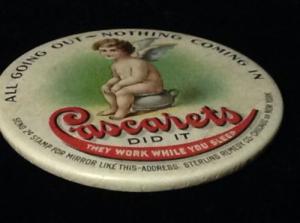 ALL GOING OUT ~ NOTHING COMING IN
Cascarets
DID IT
THEY WORK WHILE YOU SLEEP
SEND 2¢ STAMP FOR MIRROR LIKE THIS - ADDRESS. STERLING REMEDY CO. CHICAGO OR NEW YORK